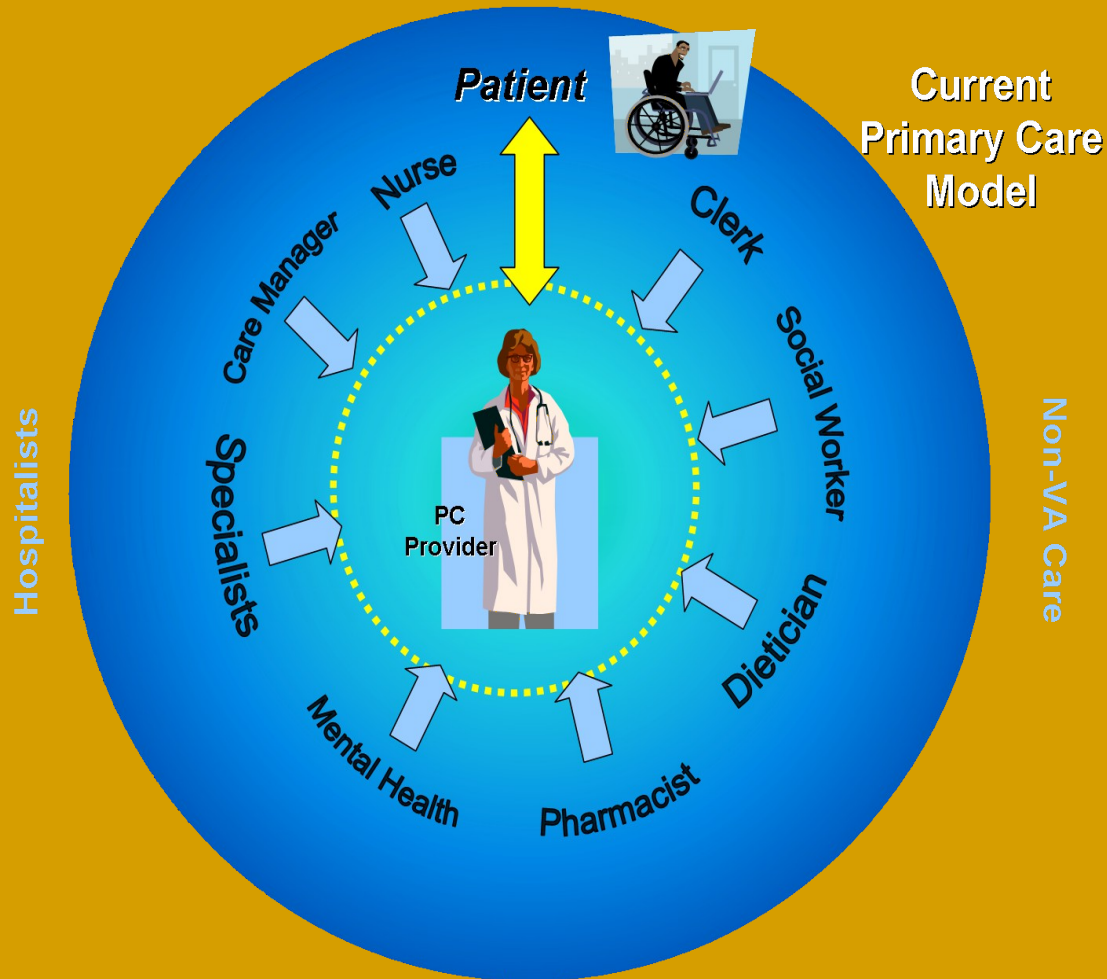 Current
Primary Care
Model
Patient
Nurse
Clerk
Care Manager
Social Worker
Specialists
PC
Provider
Dietician
Mental Health
Pharmacist
Hospitalists
Non-VA Care